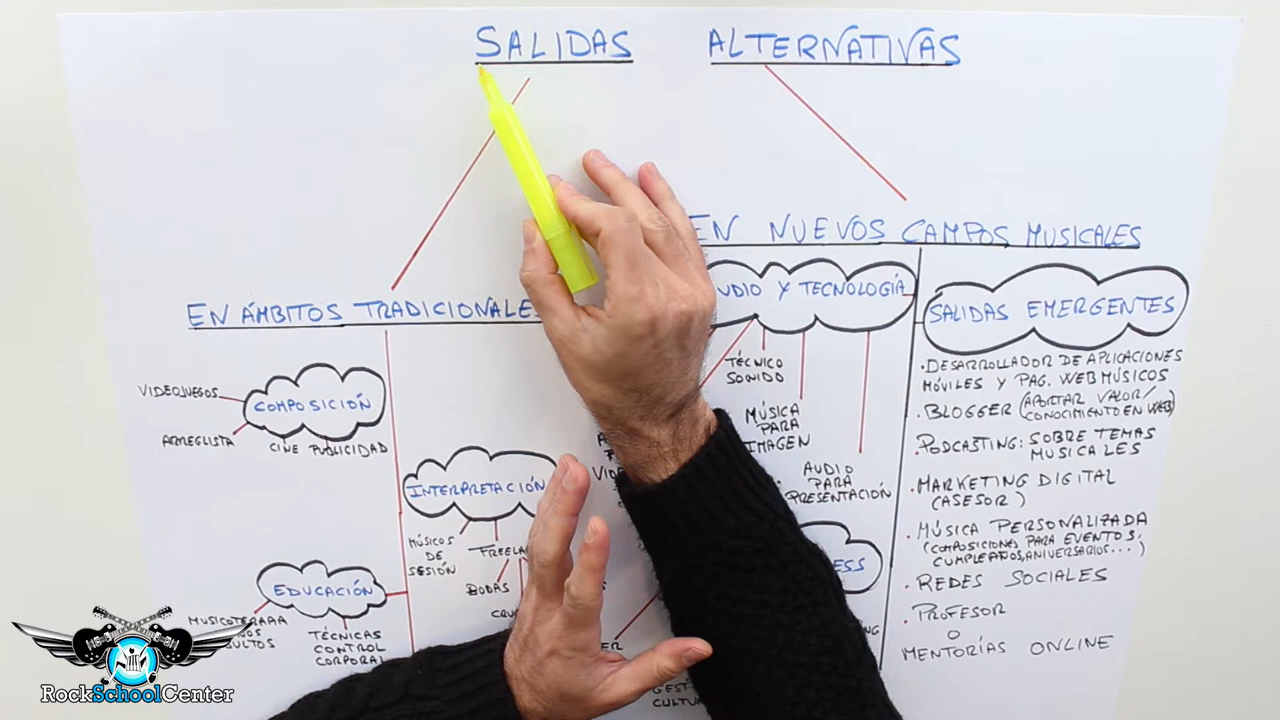 SALIDAS ALTERNATIVAS
EN ÁMBITOS TRADICIONALE
VIDEOJUEGOS
COMPOSICIÓN
ARREGLISTA
CINE PUBLICIDAD
INTERPRETACIÓN
MÚSICOS
DE
SESIÓN
BODAS
EDUCACIÓN
MUSICOTERAPIA
TÉCNICAS
CONTROL
CORPORAL
EN NUEVOS CAMPOS MUSICALES
UDIO Y TECNOLOGÍA
TÉCNICO
SONIDO
MÚSICA
PARA
IMAGEN
AUDIO
PARA
PRESENTACIÓN
ESS
SALIDAS EMERGENTES
.DESARROLLADOR DE APLICACIONES
MÓVILES Y PAG. WEB MÚSICOS
.BLOGGER (APORTAR VALOR/
CONOCIMIENTO EN WEB)
.PODCASTING: SOBRE TEMAS
MUSICALES
.MARKETING DIGITAL
(ASESOR)
.MÚSICA PERSONALIZADA
(COMPOSICIONES PARA EVENTOS,
CUMPLEAÑOS, ANIVERSARIOS...)
.REDES SOCIALES
.PROFESOR
O
MENTORÍAS ONLINE
RockSchoolCenter